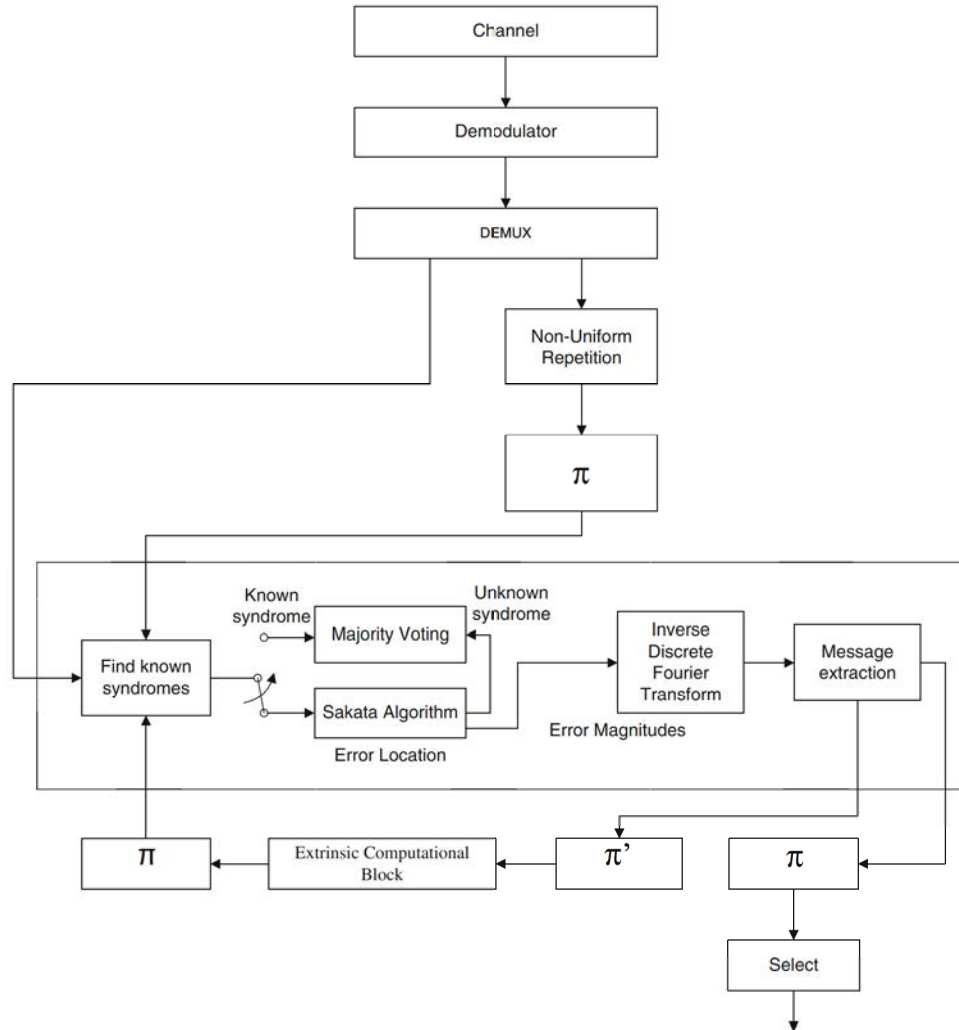 Channel
Demodulator
DEMUX
Non-Uniform
Repetition
π
Known
syndrome
Unknown
syndrome
Majority Voting
Find known
syndromes
Sakata Algorithm
Error Location
Inverse
Discrete
Fourier
Transform
Error Magnitudes
Message
extraction
π
Extrinsic Computational
Block
π’
π
Select